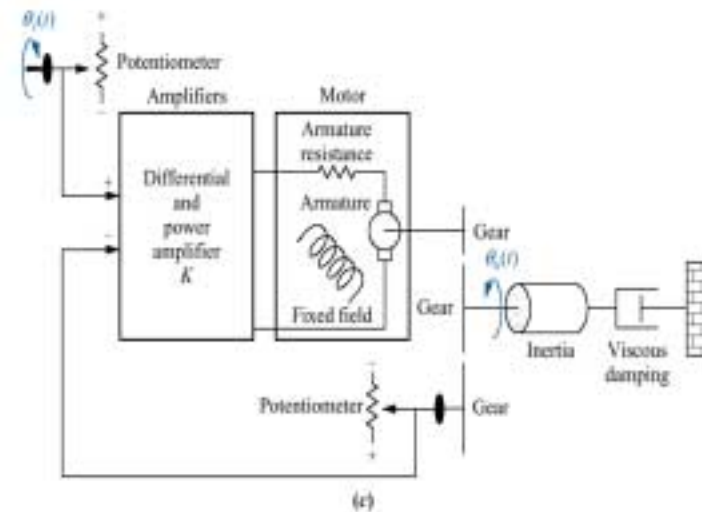 θi(t)
+
Potentiometer
−
Amplifiers
Motor
Armature
resistance
+
Differential
and
power
amplifier
K
−
Armature
Fixed field
Gear
θo(t)
Gear
Inertia
Viscous
damping
−
Potentiometer
+
Gear
(c)